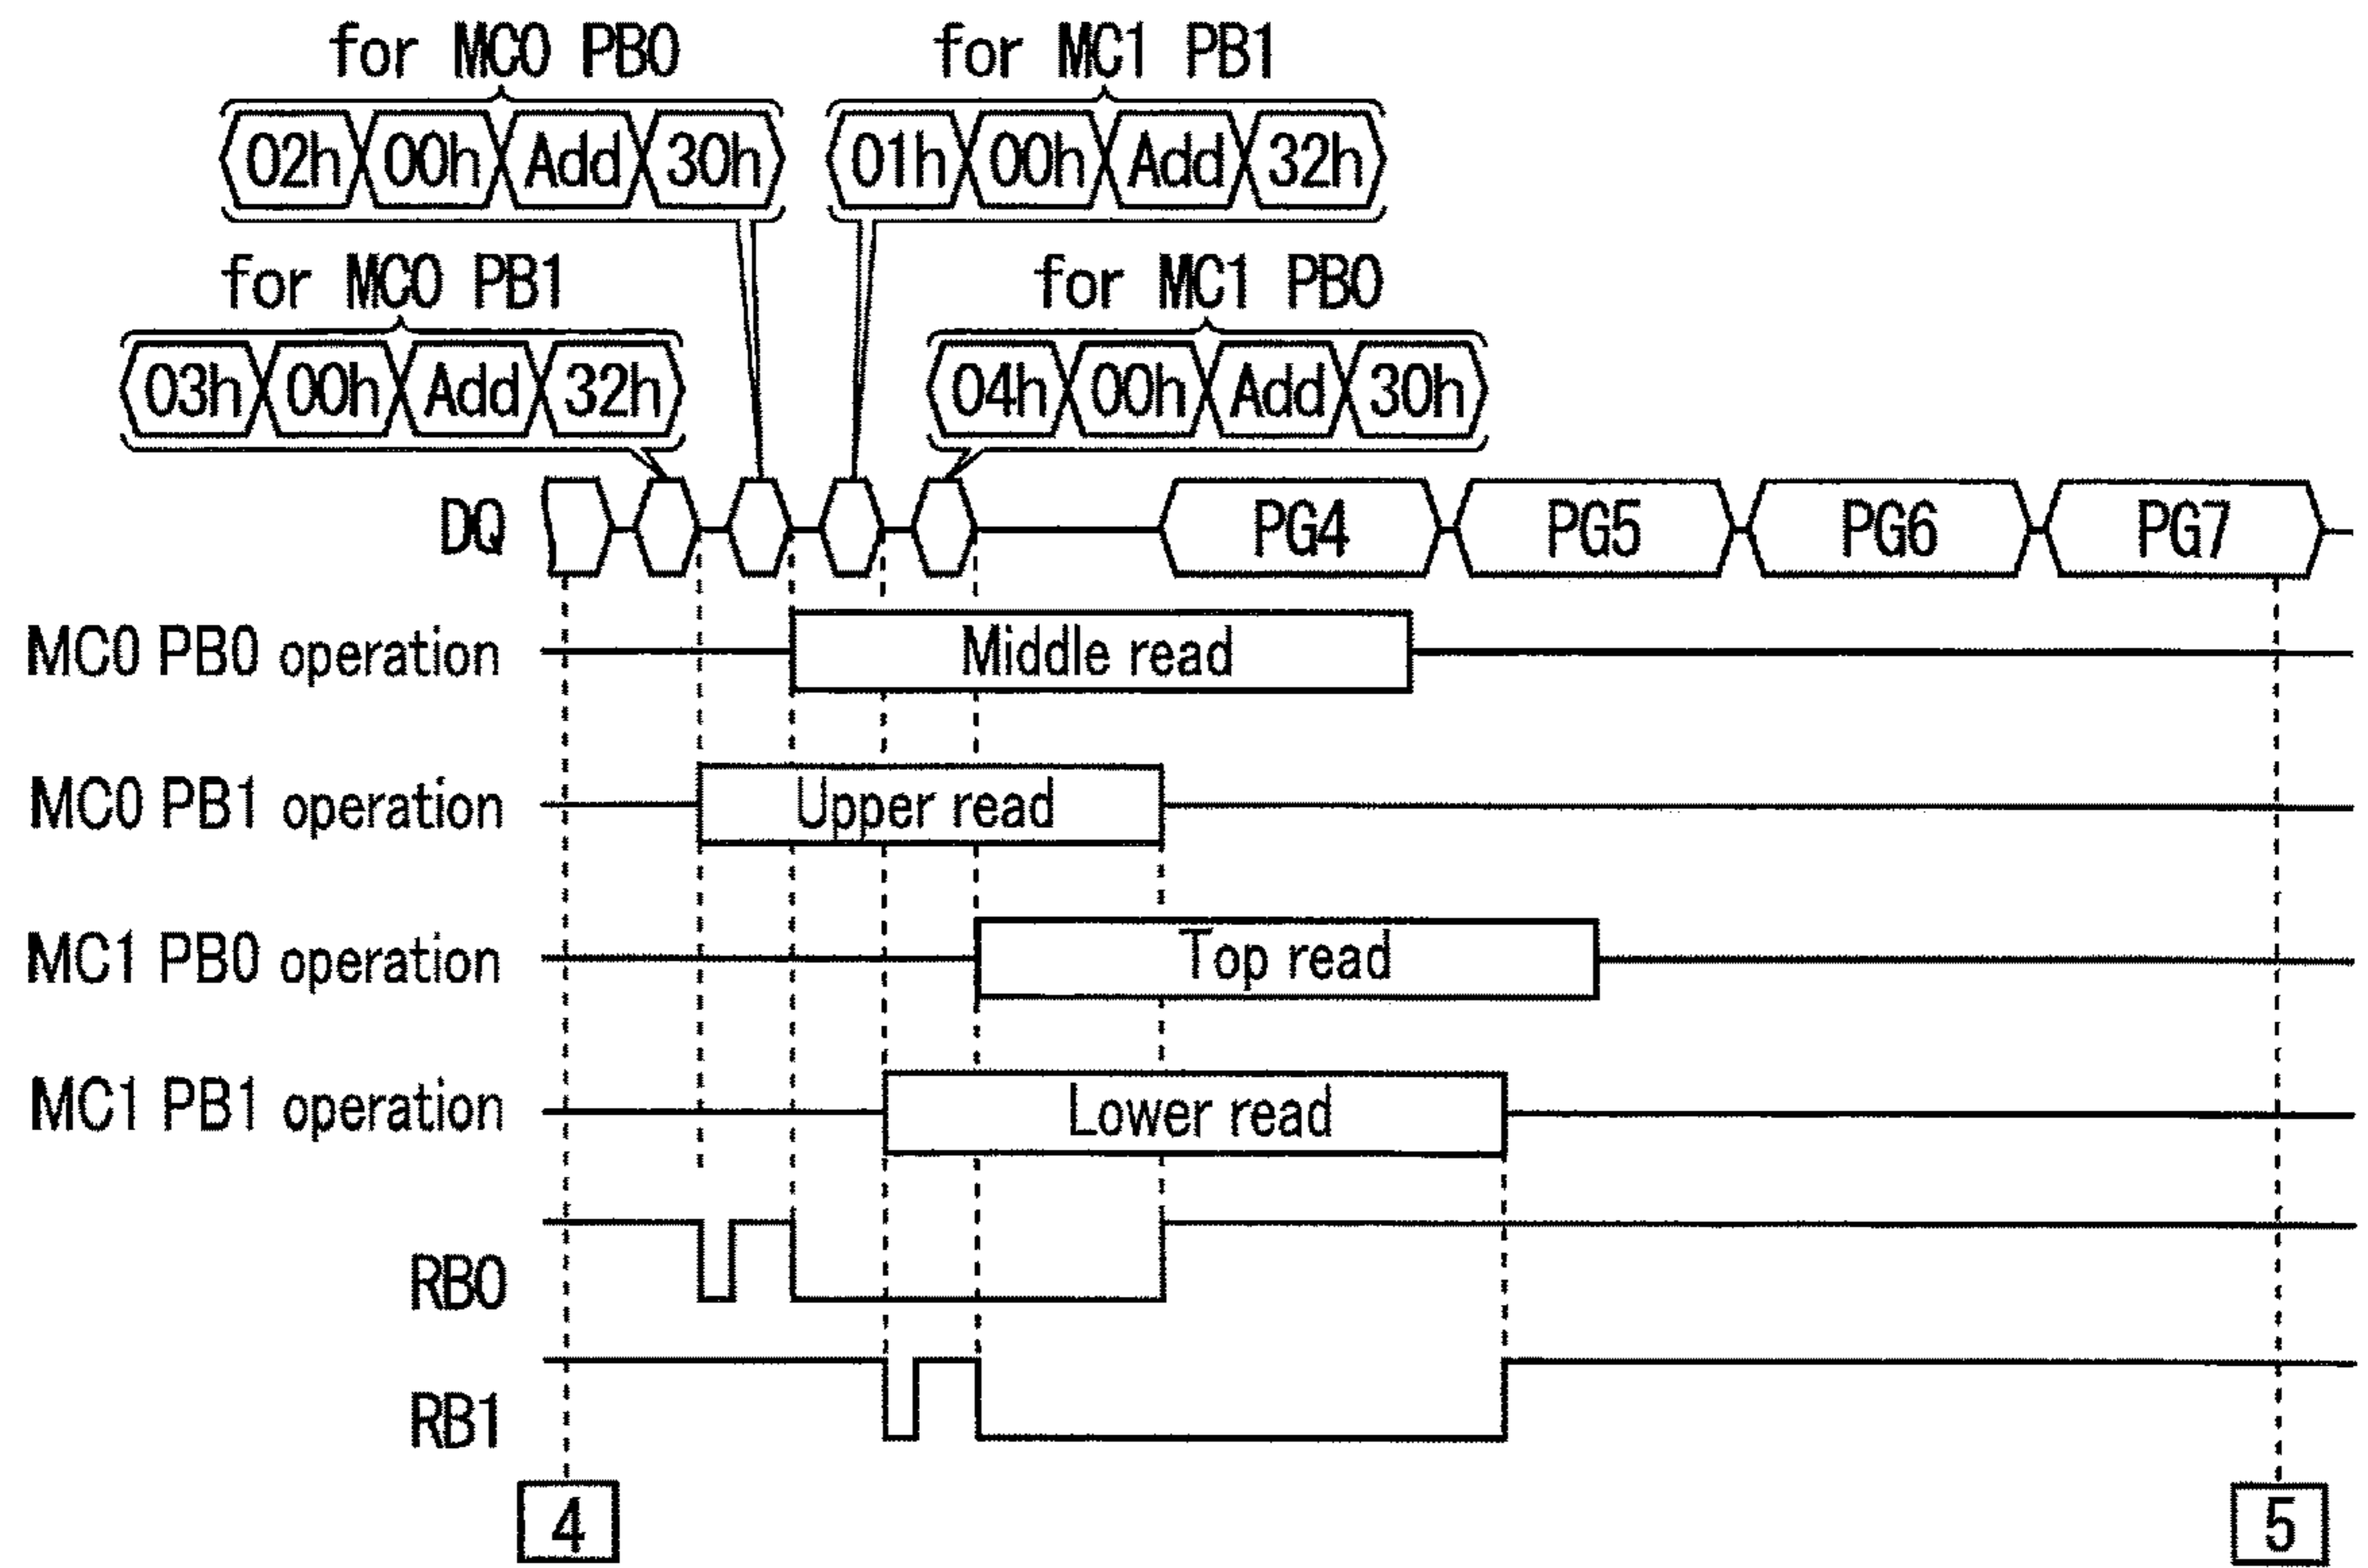 for MC0 PB0 for MC1 PB1
02h 00h Add 30h 01h 00h Add 32h
for MC0 PB1 for MC1 PB0
03h 00h Add 32h 04h 00h Add 30h
DQ PG4 PG5 PG6 PG7
MC0 PB0 operation Middle read
MC0 PB1 operation Upper read
MC1 PB0 operation Top read
MC1 PB1 operation Lower read
RB0
RB1
4 5